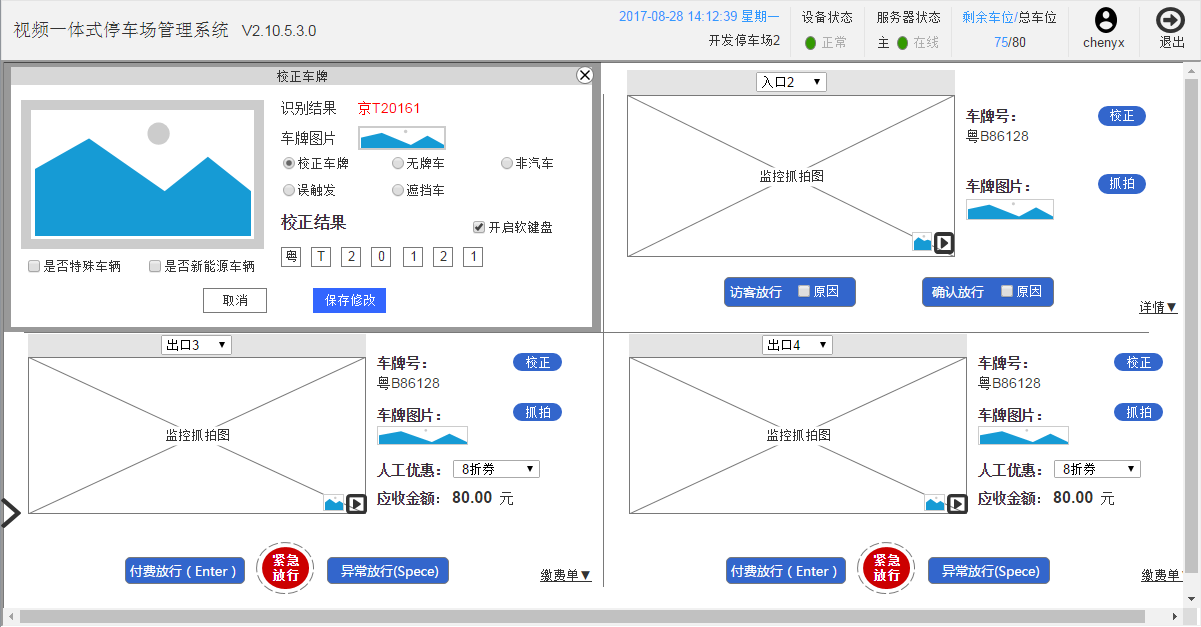 视频一体式停车场管理系统 V2.10.5.3.0
2017-08-28 14:12:39 星期一
开发停车场2
设备状态
正常
服务器状态
主 在线
剩余车位/总车位
75/80
chenyx
退出
校正车牌
识别结果 京T20161
车牌图片
校正车牌 无牌车 非汽车
误触发 遮挡车
校正结果 开启软键盘
粤 T 2 0 1 2 1
是否特殊车辆 是否新能源车辆
取消 保存修改
入口2
监控抓拍图
车牌号： 校正
粤B86128
车牌图片： 抓拍
访客放行 原因 确认放行 原因
详情▼
出口3
监控抓拍图
车牌号： 校正
粤B86128
车牌图片： 抓拍
人工优惠： 8折券
应收金额： 80.00 元
付费放行 ( Enter )
紧急
放行
异常放行(Spece)
缴费单▼
出口4
监控抓拍图
车牌号： 校正
粤B86128
车牌图片： 抓拍
人工优惠： 8折券
应收金额： 80.00 元
付费放行 ( Enter )
紧急
放行
异常放行(Spece)
缴费单